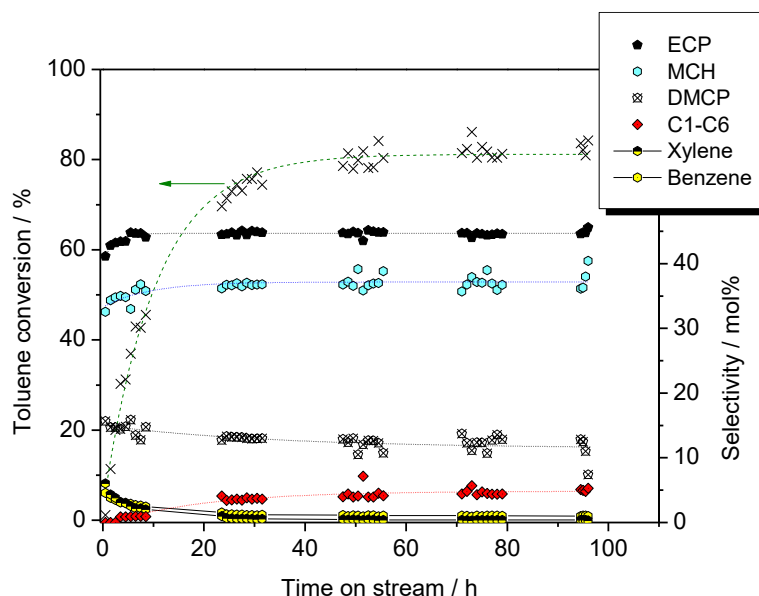 ECP
MCH
DMCP
C1-C6
Xylene
Benzene
100
80
60
40
20
0
Toluene conversion / %
40
30
20
10
0
Selectivity / mol%
0 20 40 60 80 100
Time on stream / h